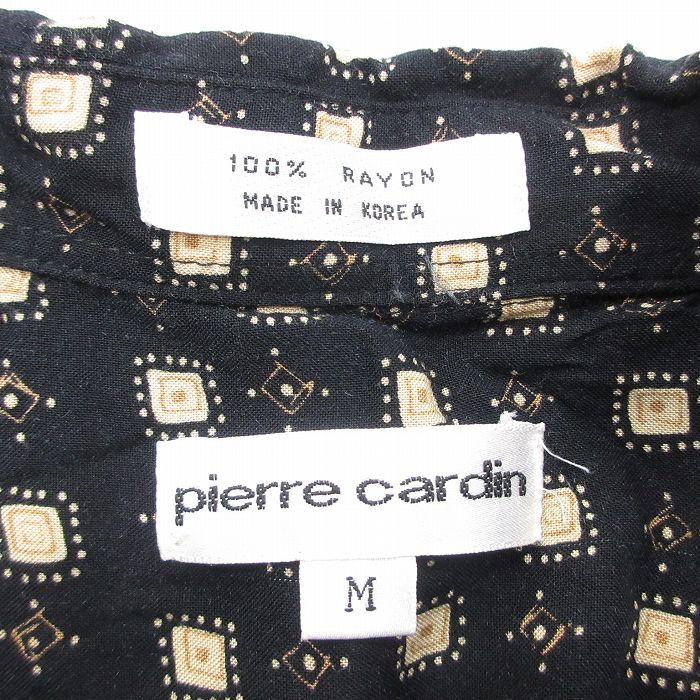 100% RAYON
MADE IN KOREA
pierre cardin
M